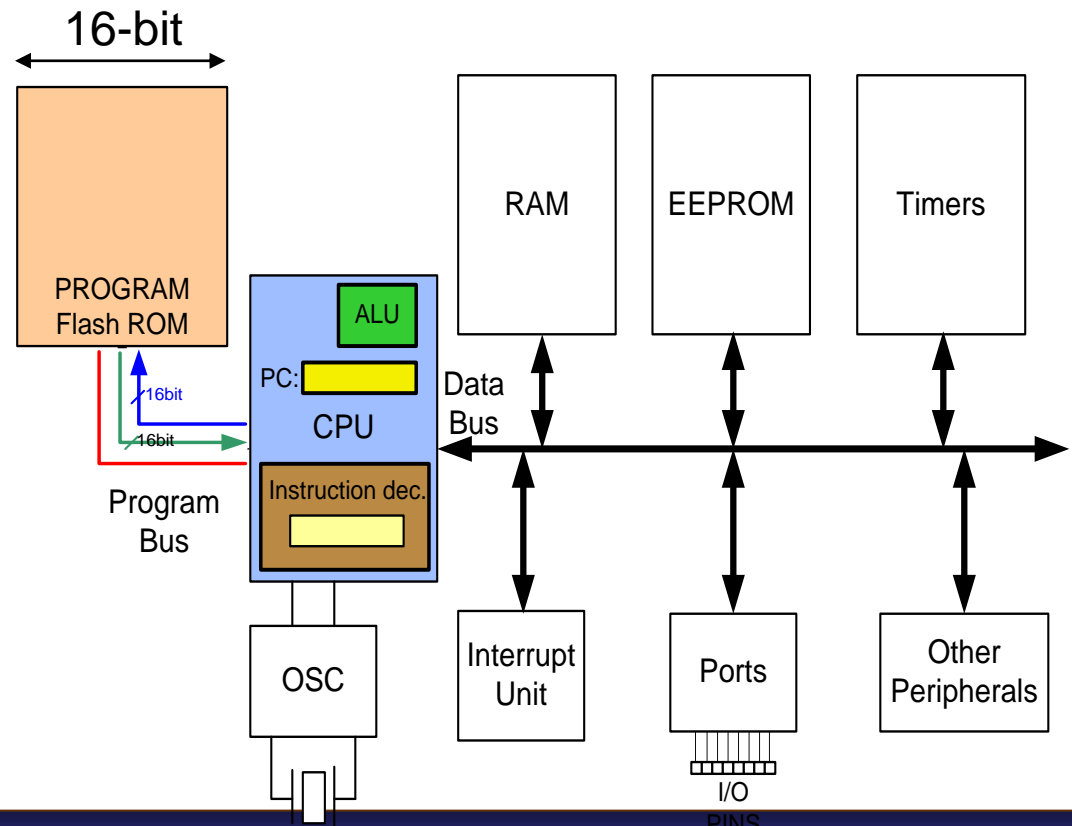 16-bit
PROGRAM
Flash ROM
16bit
16bit
Program
Bus
ALU
PC:
CPU
Instruction dec.
OSC
Data
Bus
RAM
EEPROM
Timers
Interrupt
Unit
Ports
I/O
PINS
Other
Peripherals